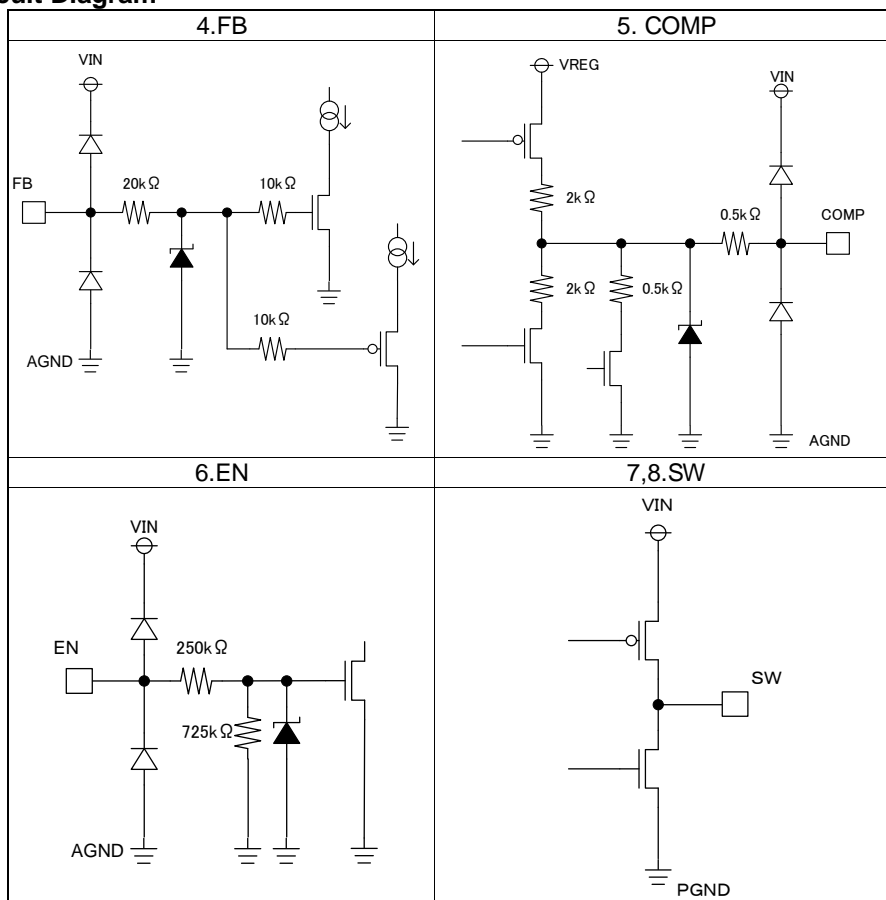 4.FB
VIN
FB
20kΩ
10kΩ
10kΩ
AGND
5. COMP
VREG
VIN
2kΩ
0.5kΩ
COMP
2kΩ
0.5kΩ
AGND
6.EN
VIN
EN
250kΩ
725kΩ
AGND
7,8.SW
VIN
SW
PGND